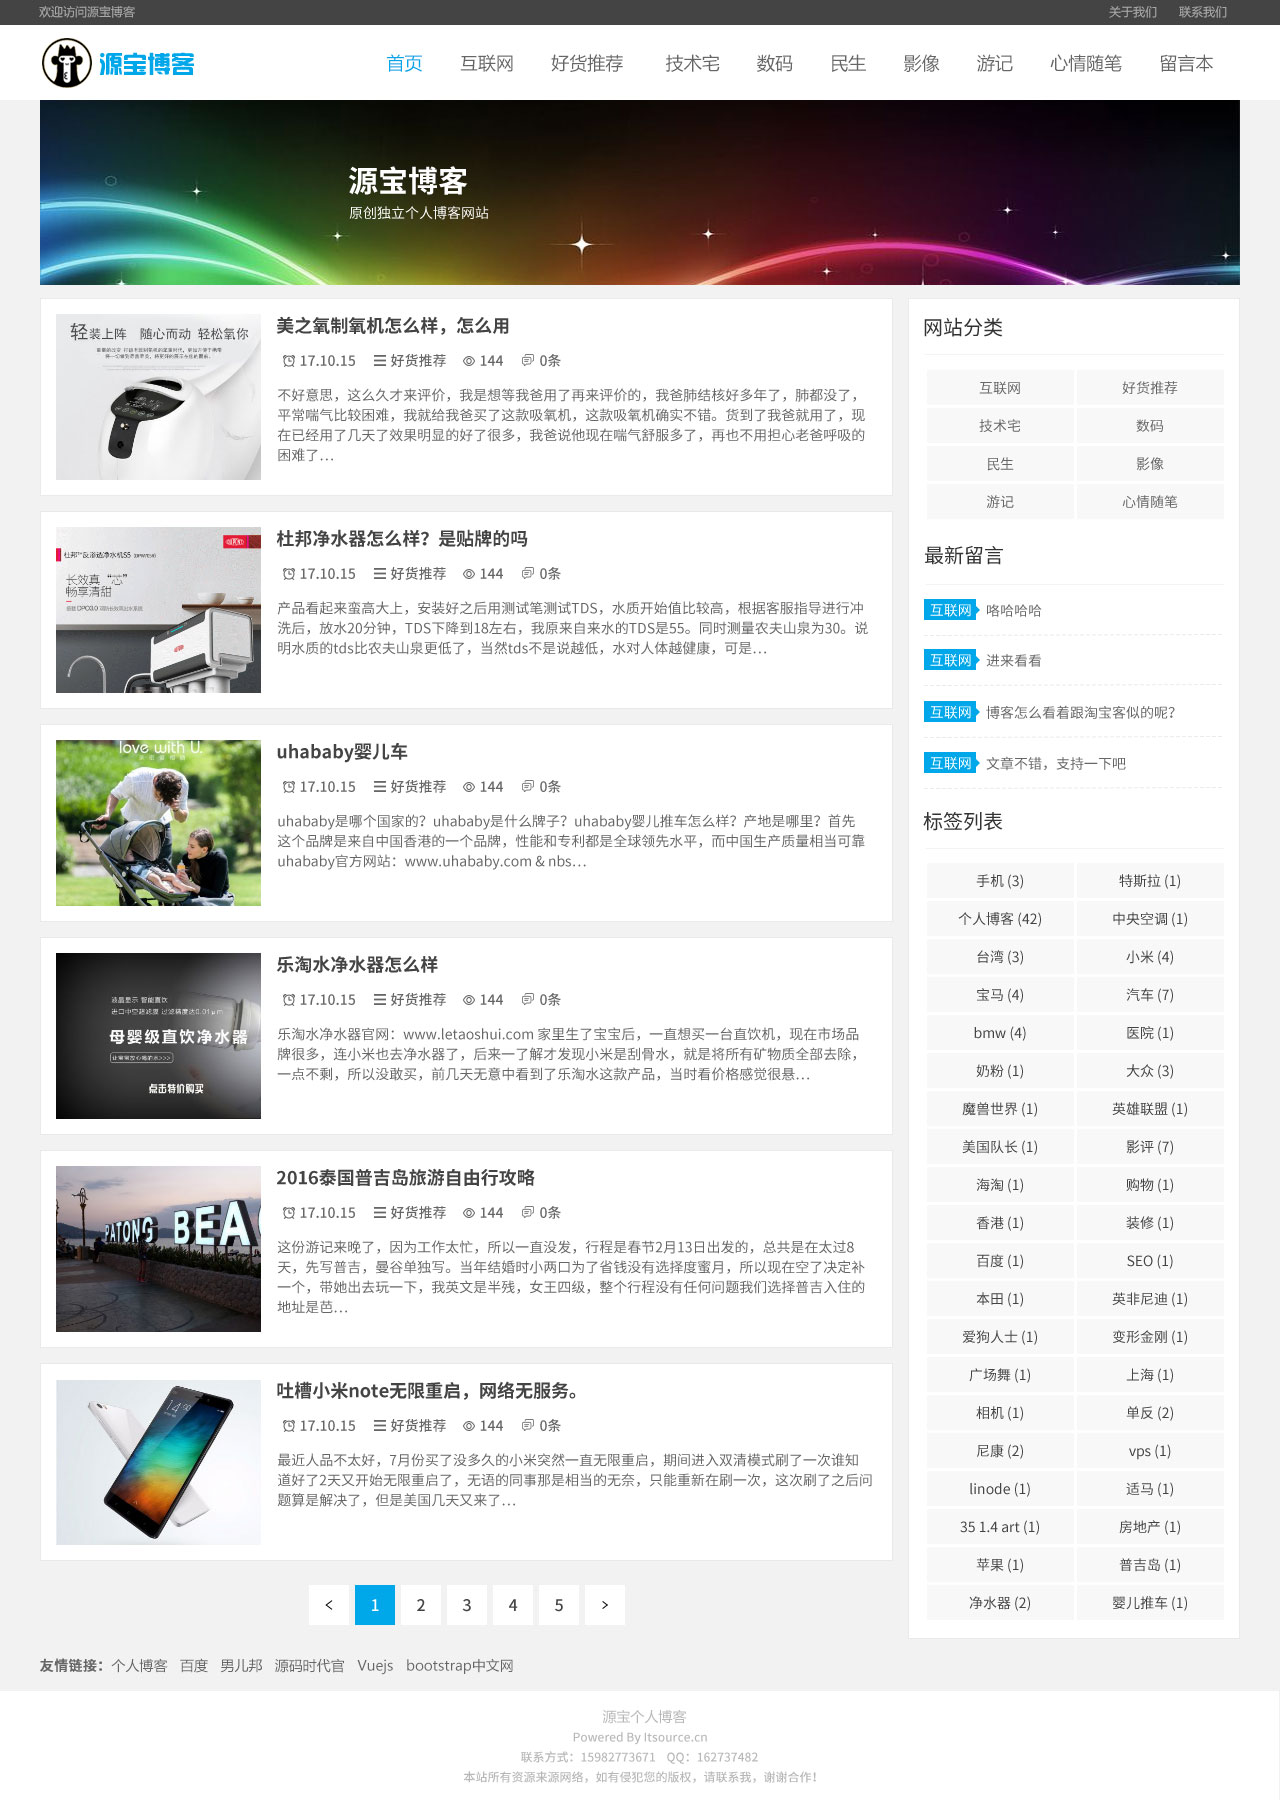 欢迎访问源宝博客
关于我们 联系我们
源宝博客
首页 互联网 好货推荐 技术宅 数码 民生 影像 游记 心情随笔 留言本
源宝博客
原创独立个人博客网站
轻装上阵 随心而动 轻松氧你
美之氧制氧机怎么样，怎么用
17.10.15 好货推荐 144 0条
不好意思，这么久才来评价，我是想等我爸用了再来评价的，我爸肺结核好多年了，肺都没了，
平常喘气比较困难，我就给我爸买了这款吸氧机，这款吸氧机确实不错。货到了我爸就用了，现
在已经用了几天了效果明显的好了很多，我爸说他现在喘气舒服多了，再也不用担心老爸呼吸的
困难了…
长效真“芯”
畅享清甜
杜邦净水器怎么样？是贴牌的吗
17.10.15 好货推荐 144 0条
产品看起来蛮高大上，安装好之后用测试笔测试TDS，水质开始值比较高，根据客服指导进行冲
洗后，放水20分钟，TDS下降到18左右，我原来自来水的TDS是55。同时测量农夫山泉为30。说
明水质的tds比农夫山泉更低了，当然tds不是说越低，水对人体越健康，可是…
love with U.
uhababy婴儿车
17.10.15 好货推荐 144 0条
uhababy是哪个国家的？uhababy是什么牌子？uhababy婴儿推车怎么样？产地是哪里？首先
这个品牌是来自中国香港的一个品牌，性能和专利都是全球领先水平，而中国生产质量相当可靠
uhababy官方网站：www.uhababy.com & nbs…
液晶显示 智能直饮
进口中空超滤膜 过滤精度达0.01μm
母婴级直饮净水器
点击特价购买
乐淘水净水器怎么样
17.10.15 好货推荐 144 0条
乐淘水净水器官网：www.letaoshui.com 家里生了宝宝后，一直想买一台直饮机，现在市场品
牌很多，连小米也去净水器了，后来一了解才发现小米是刮骨水，就是将所有矿物质全部去除，
一点不剩，所以没敢买，前几天无意中看到了乐淘水这款产品，当时看价格感觉很悬…
PATONG BEA
2016泰国普吉岛旅游自由行攻略
17.10.15 好货推荐 144 0条
这份游记来晚了，因为工作太忙，所以一直没发，行程是春节2月13日出发的，总共是在太过8
天，先写普吉，曼谷单独写。当年结婚时小两口为了省钱没有选择度蜜月，所以现在空了决定补
一个，带她出去玩一下，我英文是半残，女王四级，整个行程没有任何问题我们选择普吉入住的
地址是芭…
吐槽小米note无限重启，网络无服务。
17.10.15 好货推荐 144 0条
最近人品不太好，7月份买了没多久的小米突然一直无限重启，期间进入双清模式刷了一次谁知
道好了2天又开始无限重启了，无语的同事那是相当的无奈，只能重新在刷一次，这次刷了之后问
题算是解决了，但是美国几天又来了…
< 1 2 3 4 5 >
网站分类
互联网 好货推荐
技术宅 数码
民生 影像
游记 心情随笔
最新留言
互联网 咯哈哈哈
互联网 进来看看
互联网 博客怎么看着跟淘宝客似的呢？
互联网 文章不错，支持一下吧
标签列表
手机 (3) 特斯拉 (1)
个人博客 (42) 中央空调 (1)
台湾 (3) 小米 (4)
宝马 (4) 汽车 (7)
bmw (4) 医院 (1)
奶粉 (1) 大众 (3)
魔兽世界 (1) 英雄联盟 (1)
美国队长 (1) 影评 (7)
海淘 (1) 购物 (1)
香港 (1) 装修 (1)
百度 (1) SEO (1)
本田 (1) 英菲尼迪 (1)
爱狗人士 (1) 变形金刚 (1)
广场舞 (1) 上海 (1)
相机 (1) 单反 (2)
尼康 (2) vps (1)
linode (1) 适马 (1)
35 1.4 art (1) 房地产 (1)
苹果 (1) 普吉岛 (1)
净水器 (2) 婴儿推车 (1)
友情链接：个人博客 百度 男儿邦 源码时代官 Vuejs bootstrap中文网
源宝个人博客
Powered By Itsource.cn
联系方式：15982773671 QQ：162737482
本站所有资源来源网络，如有侵犯您的版权，请联系我，谢谢合作！